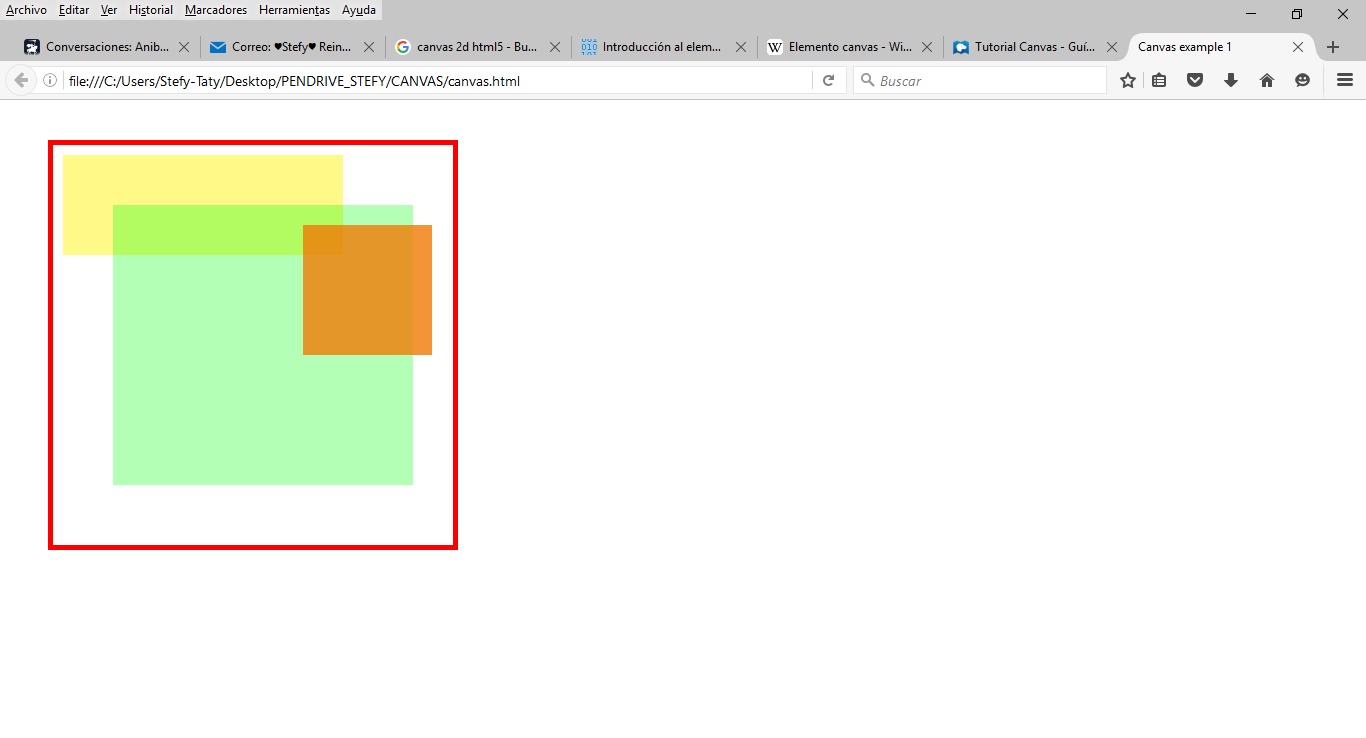 Archivo Editar Ver Historial Marcadores Herramientas Ayuda
Conversaciones: Anib... Correo: ♥Stefy♥ Rein... canvas 2d html5 - Bu... Introducción al elem... Elemento canvas - Wi... Tutorial Canvas - Guí... Canvas example 1
file:///C:/Users/Stefy-Taty/Desktop/PENDRIVE_STEFY/CANVAS/canvas.html Buscar